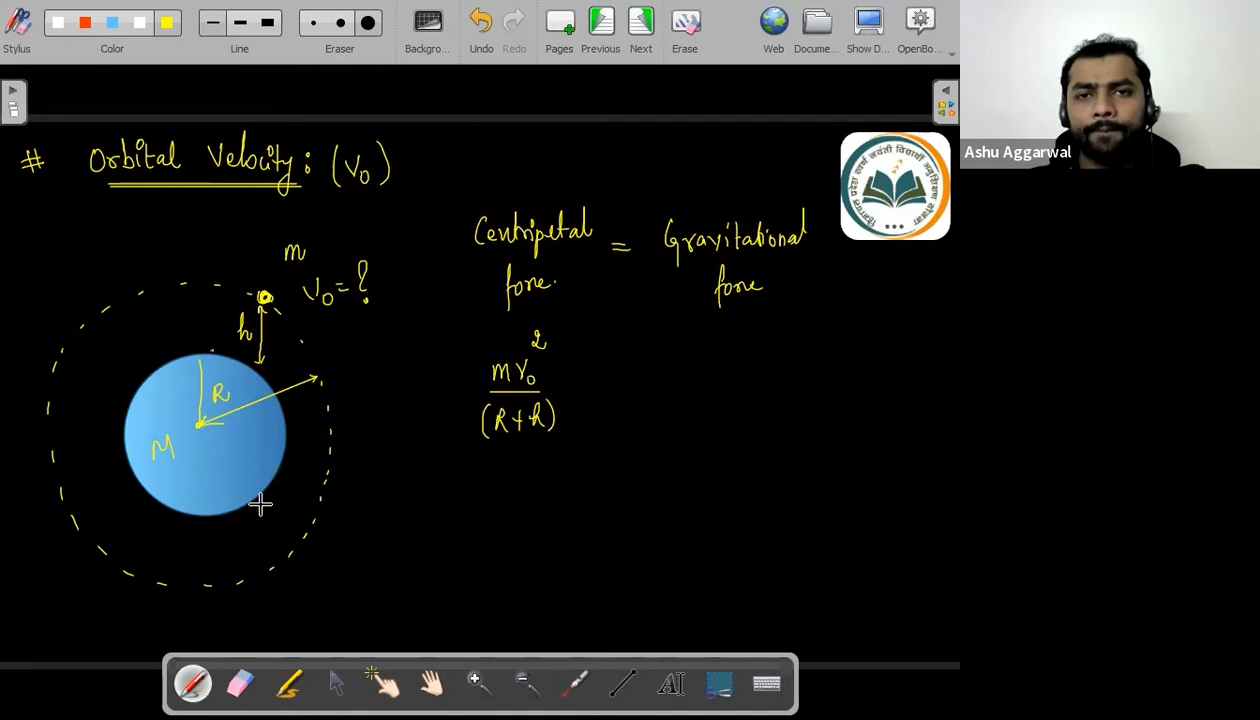 Stylus
Color
Line
Eraser
Backgro...
Undo
Redo
Pages
Previous
Next
Erase
Web
Docume...
Show D...
OpenBo...
Ashu Aggarwal
# Orbital Velocity: (V₀)
Centripetal force. = Gravitational force
m
V₀ = ?
h
R
M
mV₀²
(R+h)
AI